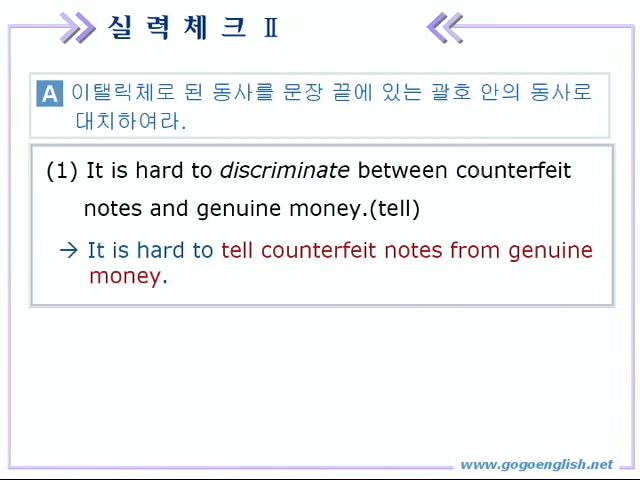 실 력 체 크 Ⅱ
A 이탤릭체로 된 동사를 문장 끝에 있는 괄호 안의 동사로
대치하여라.
(1) It is hard to discriminate between counterfeit
notes and genuine money.(tell)
→ It is hard to tell counterfeit notes from genuine
money.
www.gogoenglish.net